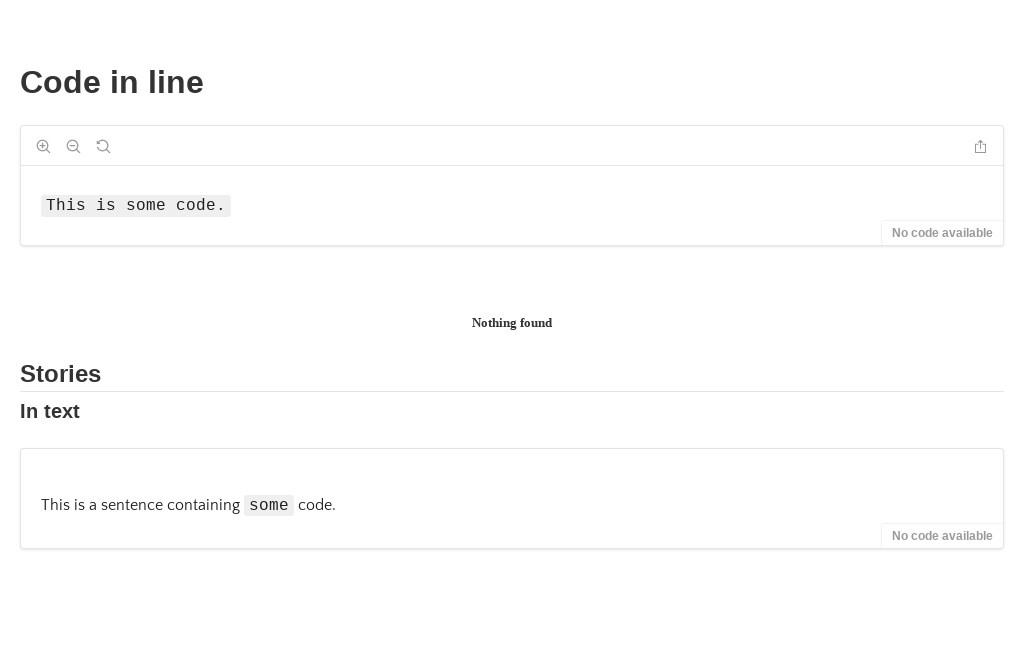 Code in line
This is some code.
No code available
Nothing found
Stories
In text
This is a sentence containing some code.
No code available